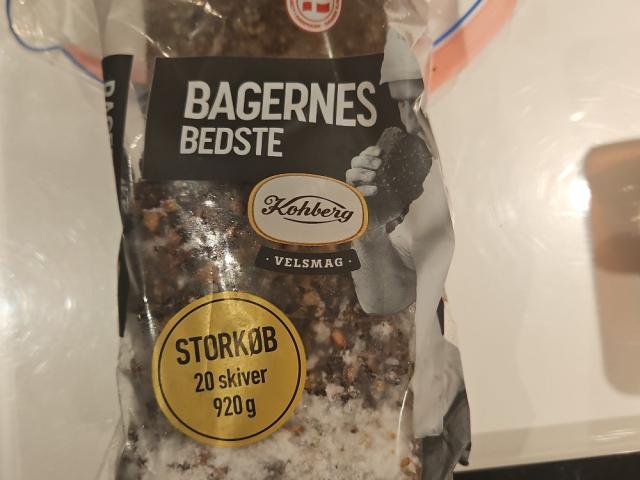 BAGERNES
BEDSTE
Kohberg
· VELSMAG ·
STORKØB
20 skiver
920 g